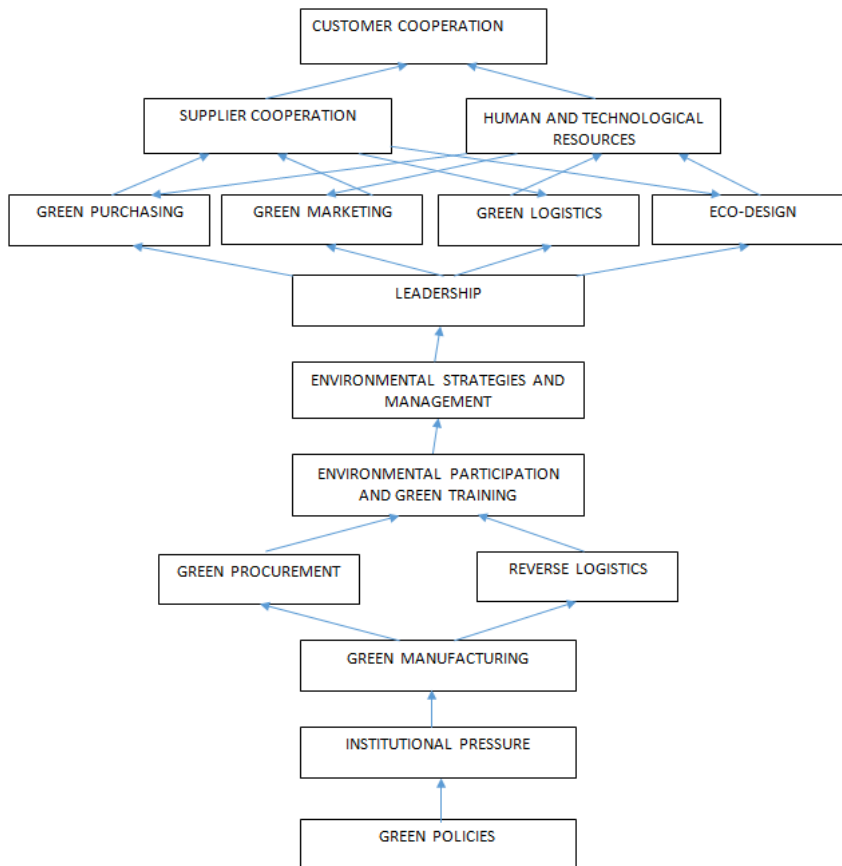 CUSTOMER COOPERATION
SUPPLIER COOPERATION
HUMAN AND TECHNOLOGICAL
RESOURCES
GREEN PURCHASING
GREEN MARKETING
GREEN LOGISTICS
ECO-DESIGN
LEADERSHIP
ENVIRONMENTAL STRATEGIES AND
MANAGEMENT
ENVIRONMENTAL PARTICIPATION
AND GREEN TRAINING
GREEN PROCUREMENT
REVERSE LOGISTICS
GREEN MANUFACTURING
INSTITUTIONAL PRESSURE
GREEN POLICIES